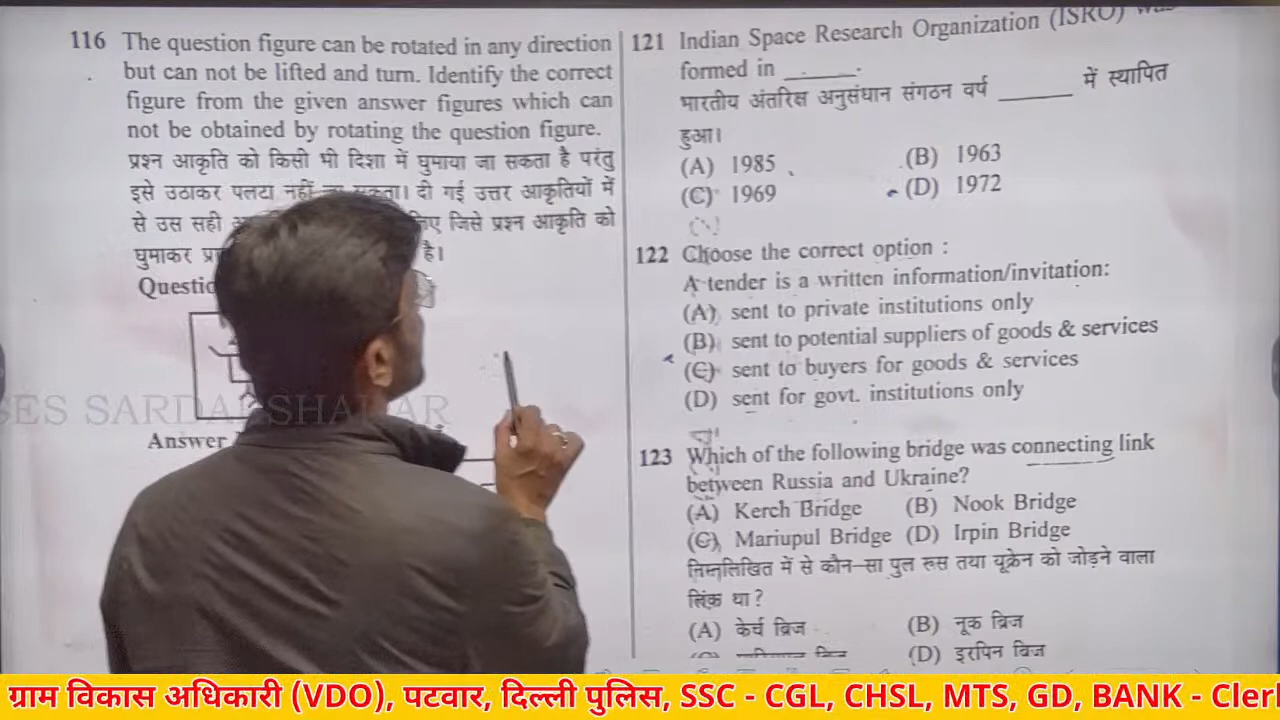 116 The question figure can be rotated in any direction
but can not be lifted and turn. Identify the correct
figure from the given answer figures which can
not be obtained by rotating the question figure.
प्रश्न आकृति को किसी भी दिशा में घुमाया जा सकता है परंतु
इसे उठाकर पलटा नहीं जा सकता। दी गई उत्तर आकृतियों में
से उस सही जिसे प्रश्न आकृति को
घुमाकर है।
Answer
121 Indian Space Research Organization (ISRO) was
formed in ______.
भारतीय अंतरिक्ष अनुसंधान संगठन वर्ष ______ में स्थापित
हुआ।
(A) 1985 (B) 1963
(C) 1969 (D) 1972
122 Choose the correct option :
A tender is a written information/invitation:
(A) sent to private institutions only
(B) sent to potential suppliers of goods & services
(C) sent to buyers for goods & services
(D) sent for govt. institutions only
123 Which of the following bridge was connecting link
between Russia and Ukraine?
(A) Kerch Bridge (B) Nook Bridge
(C) Mariupul Bridge (D) Irpin Bridge
निम्नलिखित में से कौन-सा पुल रूस तथा यूक्रेन को जोड़ने वाला
लिंक था?
(A) केर्च ब्रिज (B) नूक ब्रिज
(D) इरपिन ब्रिज
ग्राम विकास अधिकारी (VDO), पटवार, दिल्ली पुलिस, SSC - CGL, CHSL, MTS, GD, BANK - Cler